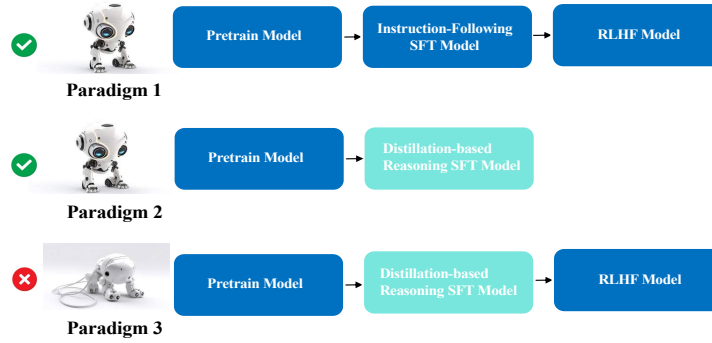 Pretrain Model
Instruction-Following
SFT Model
RLHF Model
Paradigm 1
Pretrain Model
Distillation-based
Reasoning SFT Model
Paradigm 2
Pretrain Model
Distillation-based
Reasoning SFT Model
RLHF Model
Paradigm 3